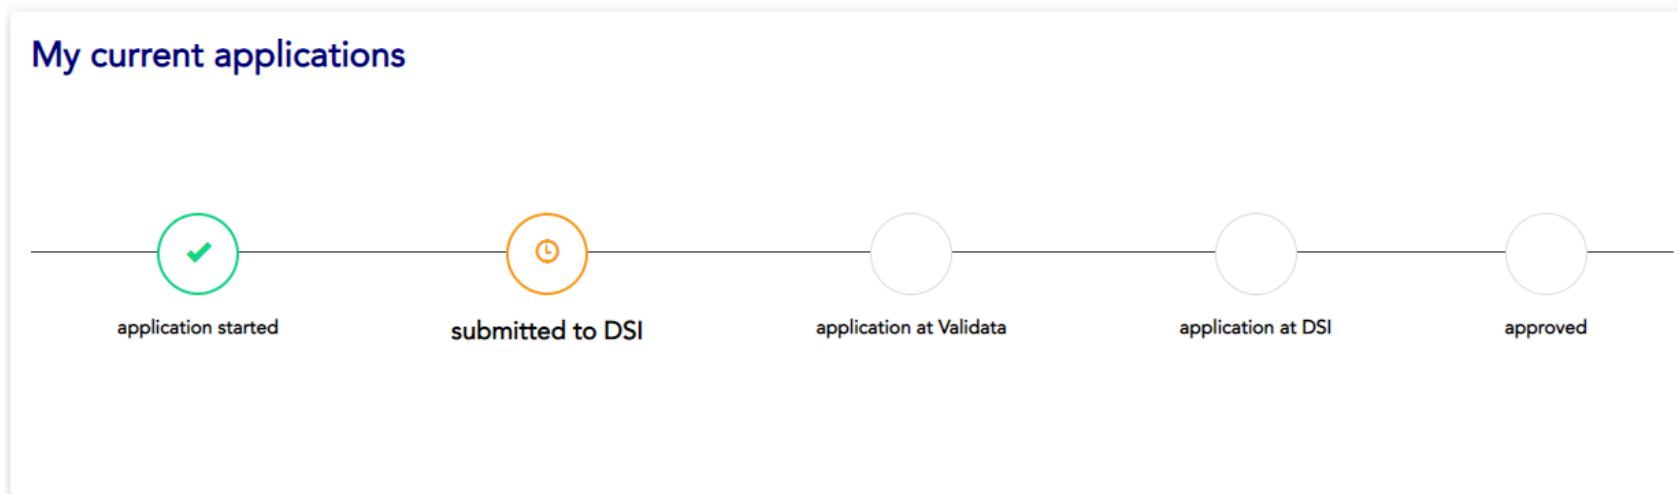 My current applications
application started
submitted to DSI
application at Validata
application at DSI
approved